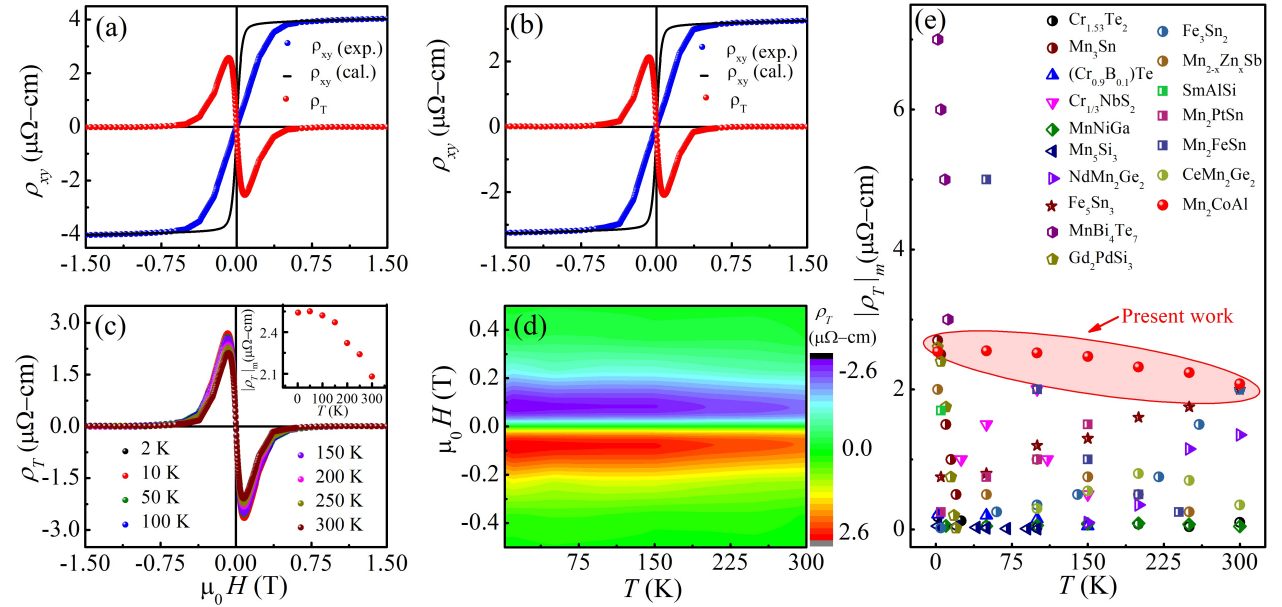 (a)
ρxy (μΩ–cm)
4
2
0
-2
-4
-1.50 -0.75 0.00 0.75 1.50
ρxy (exp.)
ρxy (cal.)
ρT
(b)
ρxy (μΩ–cm)
2
0
-2
-1.50 -0.75 0.00 0.75 1.50
ρxy (exp.)
ρxy (cal.)
ρT
(c)
ρT (μΩ–cm)
3.0
1.5
0.0
-1.5
-3.0
-1.50 -0.75 0.00 0.75 1.50
μ0H (T)
2 K
10 K
50 K
100 K
150 K
200 K
250 K
300 K
|ρT|m(μΩ–cm)
2.4
2.1
0 100 200 300
T (K)
(d)
μ0H (T)
0.4
0.2
0.0
-0.2
-0.4
0 75 150 225 300
T (K)
ρT
(μΩ–cm)
-2.6
0.0
2.6
(e)
|ρT|m(μΩ–cm)
6
4
2
0
0 75 150 225 300
T (K)
Cr1.53Te2
Mn3Sn
(Cr0.9B0.1)Te
Cr1/3NbS2
MnNiGa
Mn5Si3
NdMn2Ge2
Fe5Sn3
MnBi4Te7
Gd2PdSi3
Fe3Sn2
Mn2-xZnxSb
SmAlSi
Mn2PtSn
Mn2FeSn
CeMn2Ge2
Mn2CoAl
Present work